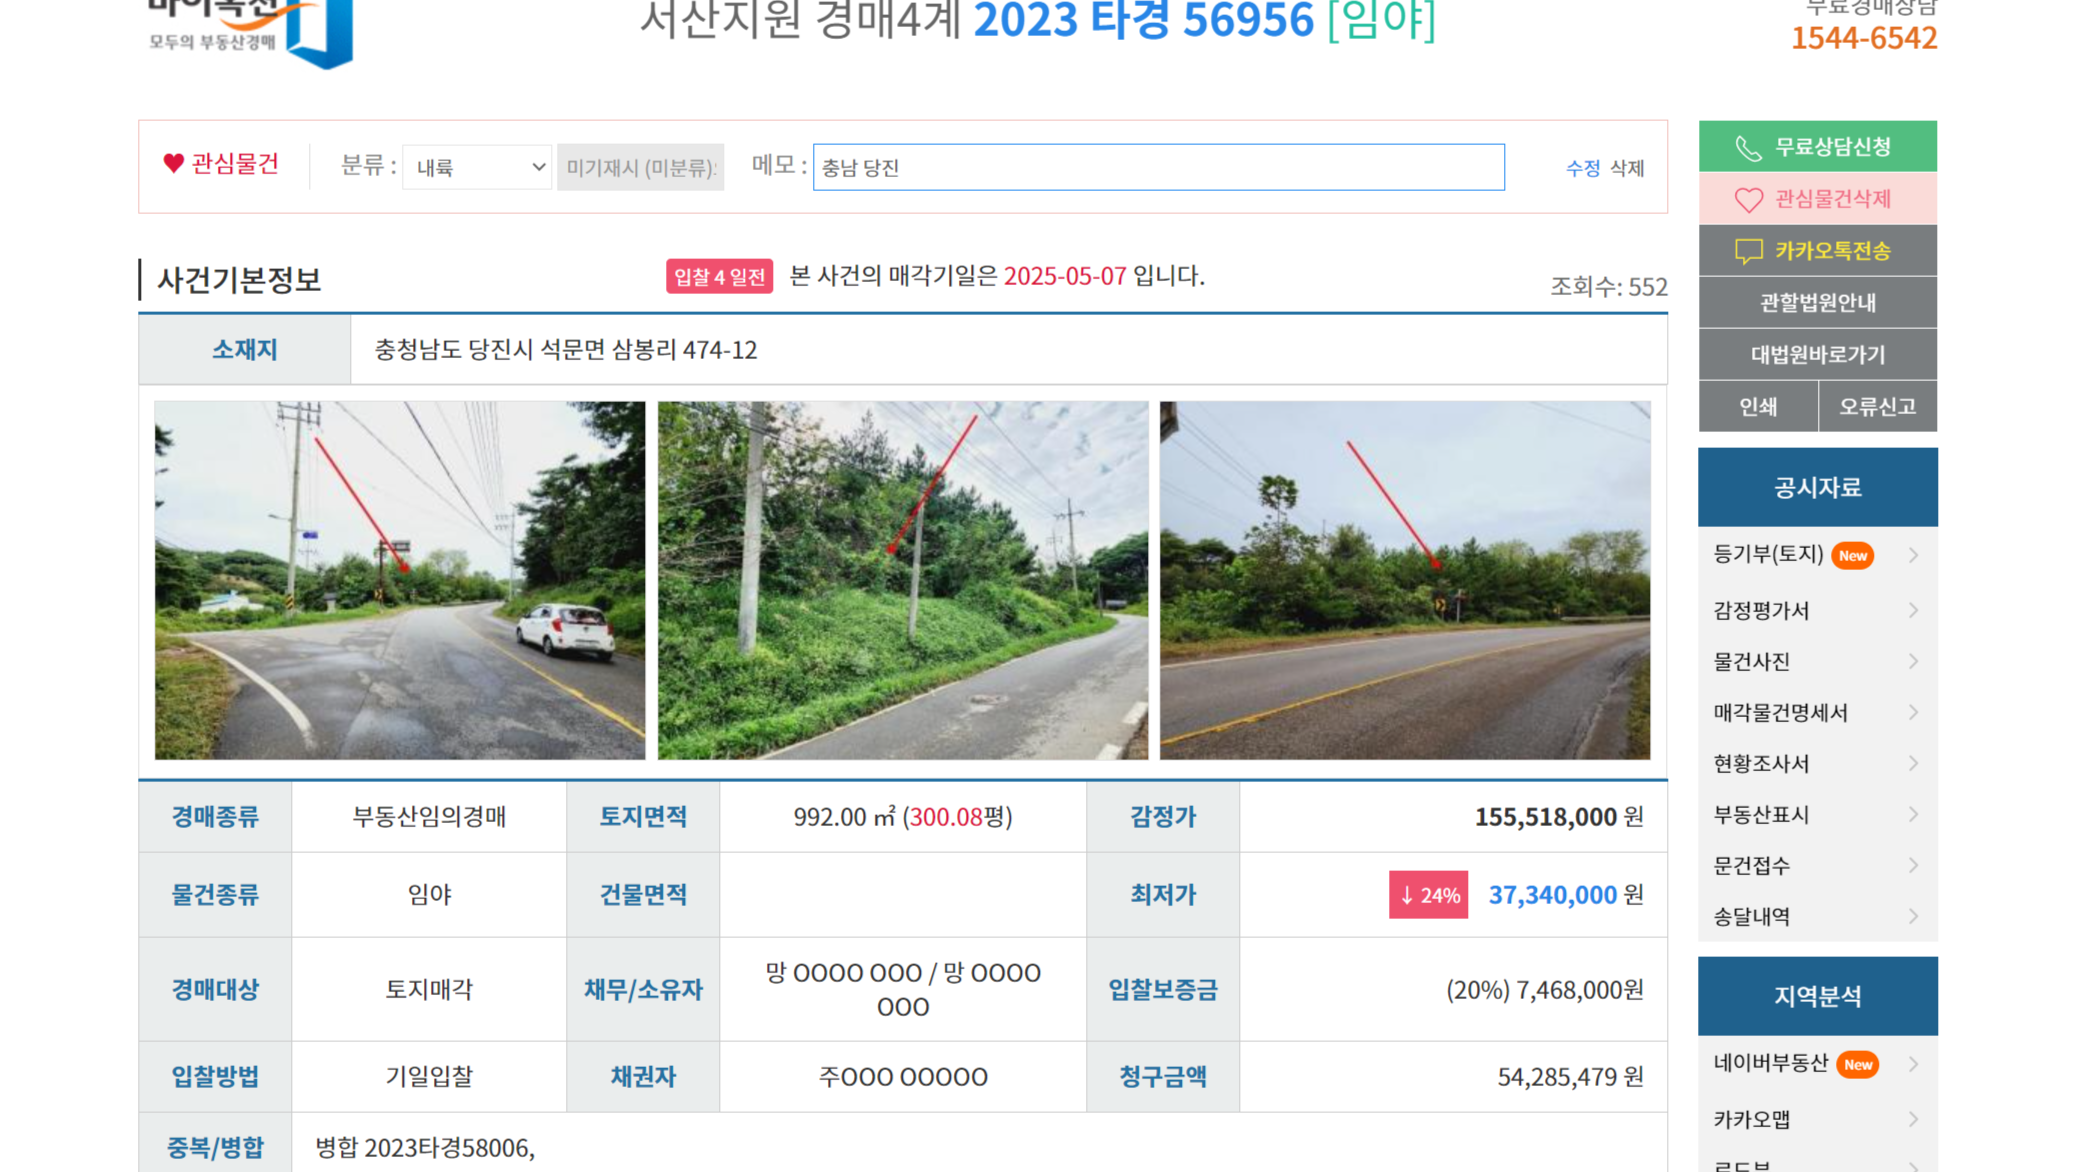 모두의 부동산경매
서산지원 경매4계 2023 타경 56956 [임야]
무료경매상담
1544-6542
관심물건
분류 :
내륙
미기재시 (미분류)
메모 :
충남 당진
수정 삭제
사건기본정보
입찰 4 일전
본 사건의 매각기일은 2025-05-07 입니다.
조회수: 552
소재지
충청남도 당진시 석문면 삼봉리 474-12
경매종류
부동산임의경매
토지면적
992.00 ㎡ (300.08평)
감정가
155,518,000 원
물건종류
임야
건물면적
최저가
↓ 24%
37,340,000 원
경매대상
토지매각
채무/소유자
망 OOOO OOO / 망 OOOO
OOO
입찰보증금
(20%) 7,468,000원
입찰방법
기일입찰
채권자
주OOO OOOOO
청구금액
54,285,479 원
중복/병합
병합 2023타경58006,
무료상담신청
관심물건삭제
카카오톡전송
관할법원안내
대법원바로가기
인쇄
오류신고
공시자료
등기부(토지) New
감정평가서
물건사진
매각물건명세서
현황조사서
부동산표시
문건접수
송달내역
지역분석
네이버부동산 New
카카오맵